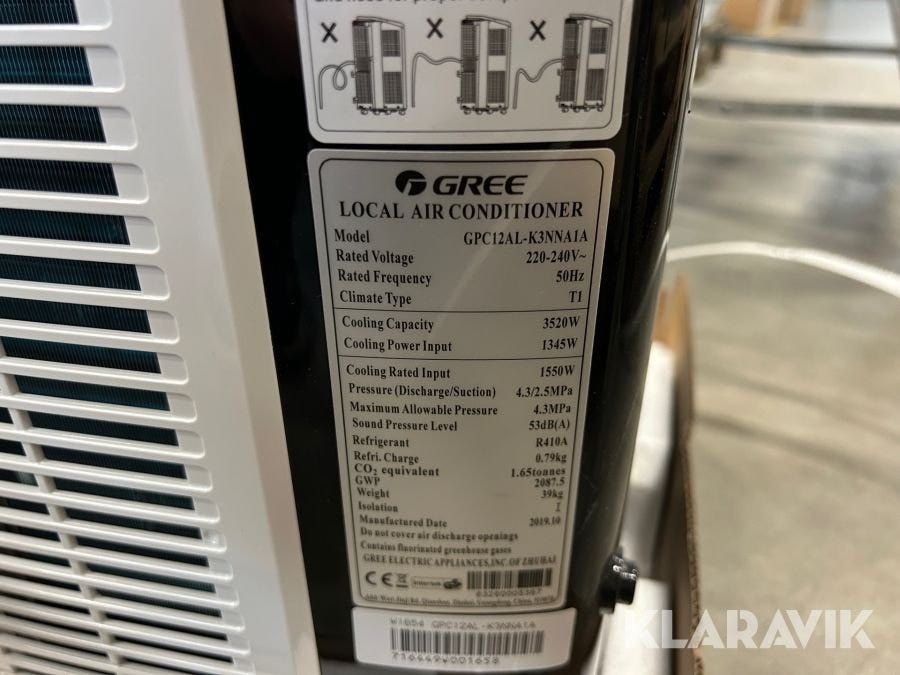 X X X
GREE
LOCAL AIR CONDITIONER
Model GPC12AL-K3NNA1A
Rated Voltage 220-240V~
Rated Frequency 50Hz
Climate Type T1
Cooling Capacity 3520W
Cooling Power Input 1345W
Cooling Rated Input 1550W
Pressure (Discharge/Suction) 4.3/2.5MPa
Maximum Allowable Pressure 4.3MPa
Sound Pressure Level 53dB(A)
Refrigerant R410A
Refri. Charge 0.79kg
CO2 equivalent 1.65tonnes
GWP 2087.5
Weight 39kg
Isolation I
Manufactured Date 2019.10
Do not cover air discharge openings
Contains fluorinated greenhouse gases
GREE ELECTRIC APPLIANCES,INC.OF ZHUHAI
CE Intertek GS
W1854 GPC12AL-K3NNA1A
KLARAVIK